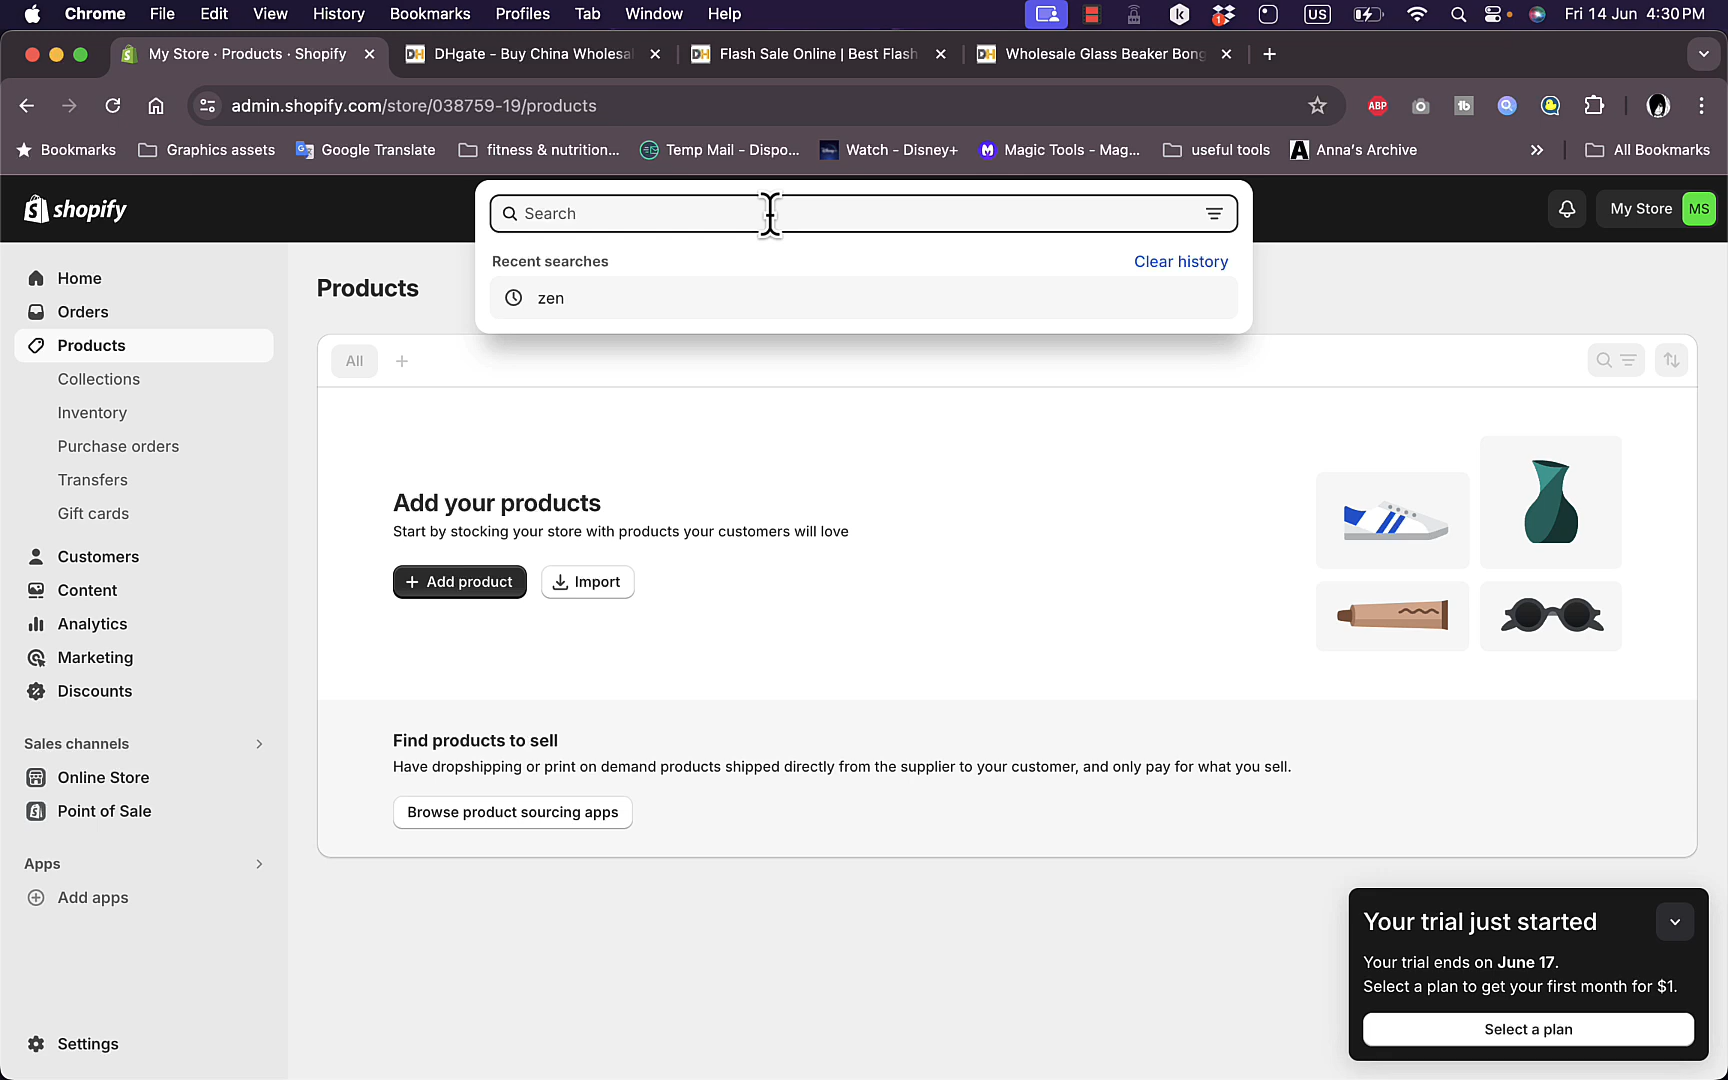 Chrome File Edit View History Bookmarks Profiles Tab Window Help US Fri 14 Jun 4:30 PM
My Store · Products · Shopify DHgate - Buy China Wholesal Flash Sale Online | Best Flash Wholesale Glass Beaker Bong
admin.shopify.com/store/038759-19/products ABP tb
Bookmarks Graphics assets Google Translate fitness & nutrition... Temp Mail - Dispo... Watch - Disney+ Magic Tools - Mag... useful tools Anna's Archive All Bookmarks
shopify
Search
My Store MS
Recent searches Clear history
zen
Home
Orders
Products
Collections
Inventory
Purchase orders
Transfers
Gift cards
Customers
Content
Analytics
Marketing
Discounts
Sales channels
Online Store
Point of Sale
Apps
Add apps
Settings
Products
All
Add your products
Start by stocking your store with products your customers will love
Add product Import
Find products to sell
Have dropshipping or print on demand products shipped directly from the supplier to your customer, and only pay for what you sell.
Browse product sourcing apps
Your trial just started
Your trial ends on June 17.
Select a plan to get your first month for $1.
Select a plan